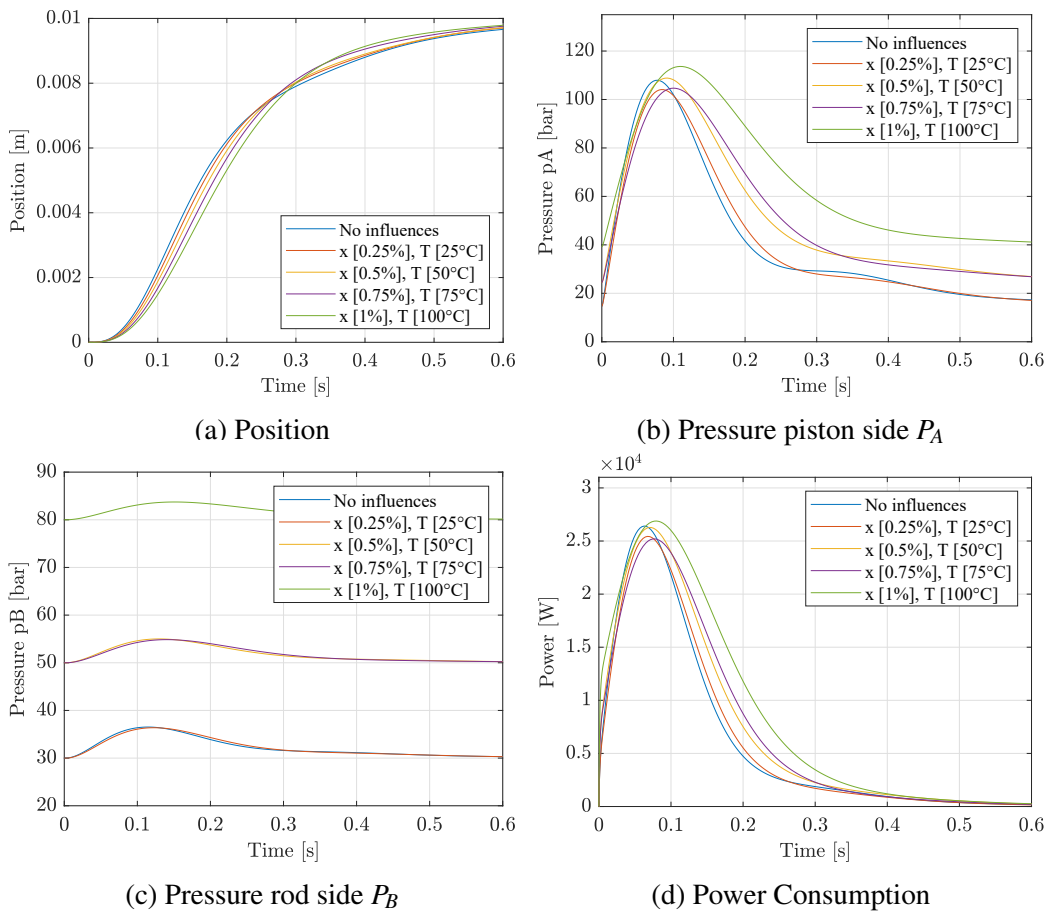 0.01
0.008
0.006
0.004
0.002
0
Position [m]
0 0.1 0.2 0.3 0.4 0.5 0.6
Time [s]
No influences
x [0.25%], T [25°C]
x [0.5%], T [50°C]
x [0.75%], T [75°C]
x [1%], T [100°C]
(a) Position
120
100
80
60
40
20
0
Pressure pA [bar]
0 0.1 0.2 0.3 0.4 0.5 0.6
Time [s]
No influences
x [0.25%], T [25°C]
x [0.5%], T [50°C]
x [0.75%], T [75°C]
x [1%], T [100°C]
(b) Pressure piston side P_A
90
80
70
60
50
40
30
20
Pressure pB [bar]
0 0.1 0.2 0.3 0.4 0.5 0.6
Time [s]
No influences
x [0.25%], T [25°C]
x [0.5%], T [50°C]
x [0.75%], T [75°C]
x [1%], T [100°C]
(c) Pressure rod side P_B
×10^4
3
2.5
2
1.5
1
0.5
0
Power [W]
0 0.1 0.2 0.3 0.4 0.5 0.6
Time [s]
No influences
x [0.25%], T [25°C]
x [0.5%], T [50°C]
x [0.75%], T [75°C]
x [1%], T [100°C]
(d) Power Consumption